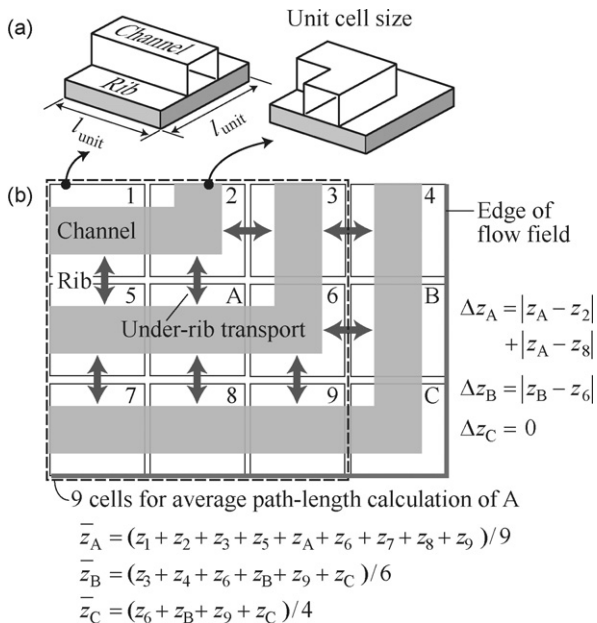 (a)
Unit cell size
Channel
Rib
l_unit
l_unit
(b)
1 2 3 4
Channel
Edge of
flow field
Rib
5 A 6 B
Under-rib transport
Δz_A = |z_A − z_2|
+ |z_A − z_8|
Δz_B = |z_B − z_6|
7 8 9 C
Δz_C = 0
9 cells for average path-length calculation of A
z̅_A = (z_1 + z_2 + z_3 + z_5 + z_A + z_6 + z_7 + z_8 + z_9)/9
z̅_B = (z_3 + z_4 + z_6 + z_B + z_9 + z_C)/6
z̅_C = (z_6 + z_B + z_9 + z_C)/4